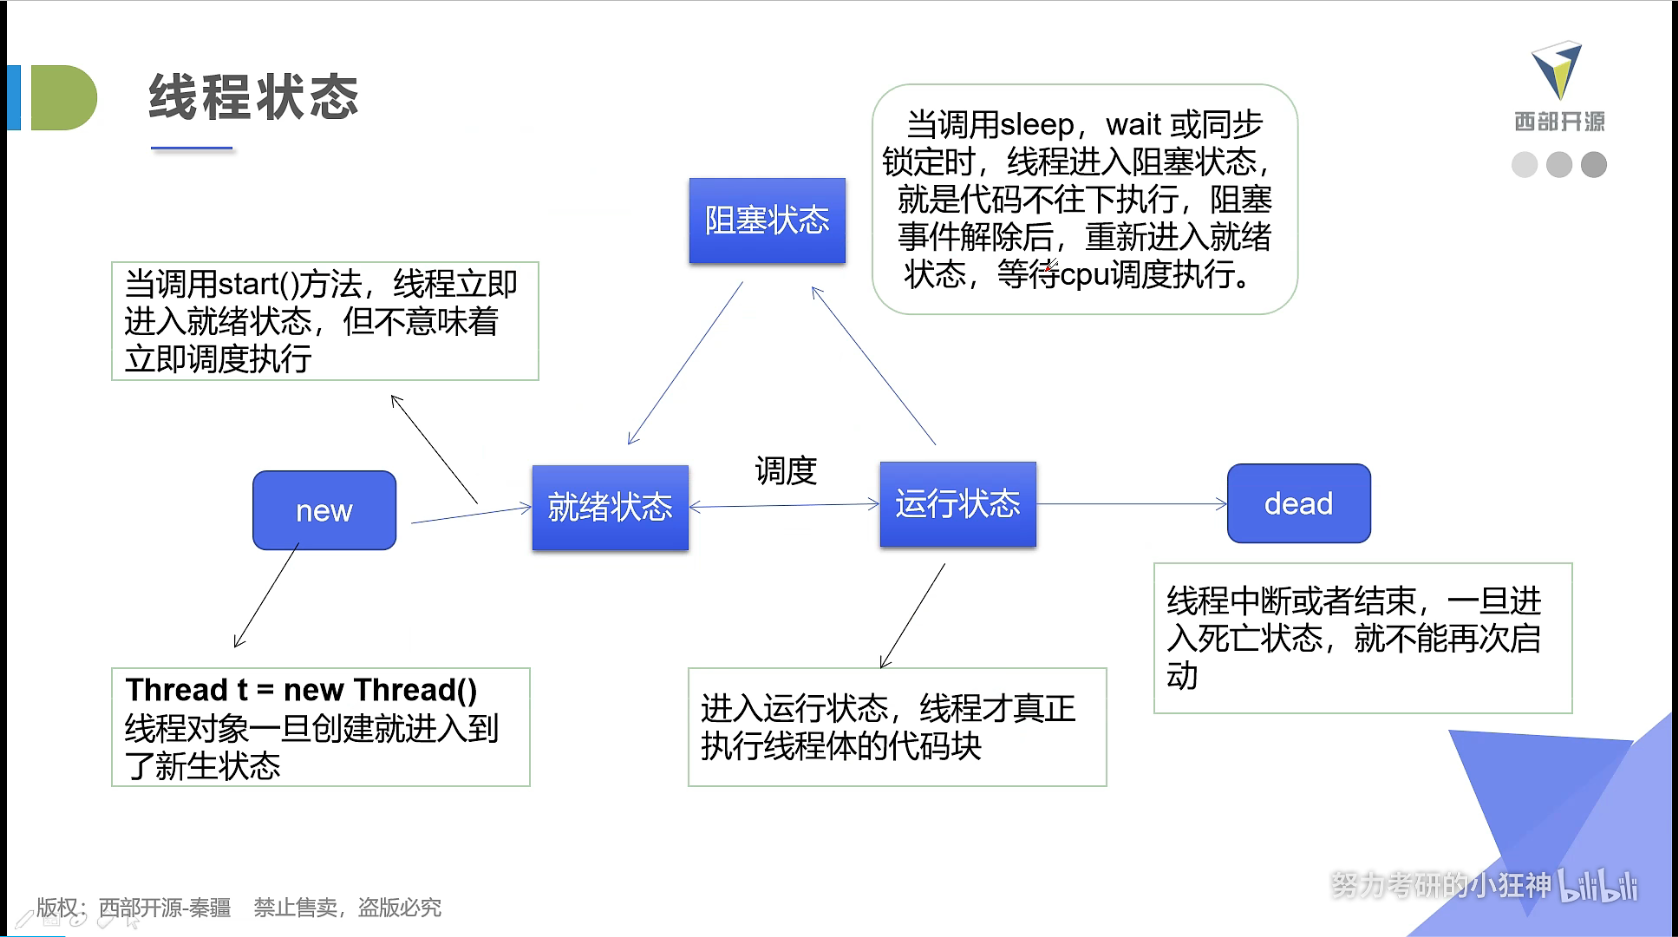 线程状态
西部开源
当调用sleep，wait 或同步
锁定时，线程进入阻塞状态，
就是代码不往下执行，阻塞
事件解除后，重新进入就绪
状态，等待cpu调度执行。
阻塞状态
当调用start()方法，线程立即
进入就绪状态，但不意味着
立即调度执行
调度
new
就绪状态
运行状态
dead
线程中断或者结束，一旦进
入死亡状态，就不能再次启
动
Thread t = new Thread()
线程对象一旦创建就进入到
了新生状态
进入运行状态，线程才真正
执行线程体的代码块
努力考研的小狂神 bilibili
版权：西部开源-秦疆 禁止售卖，盗版必究